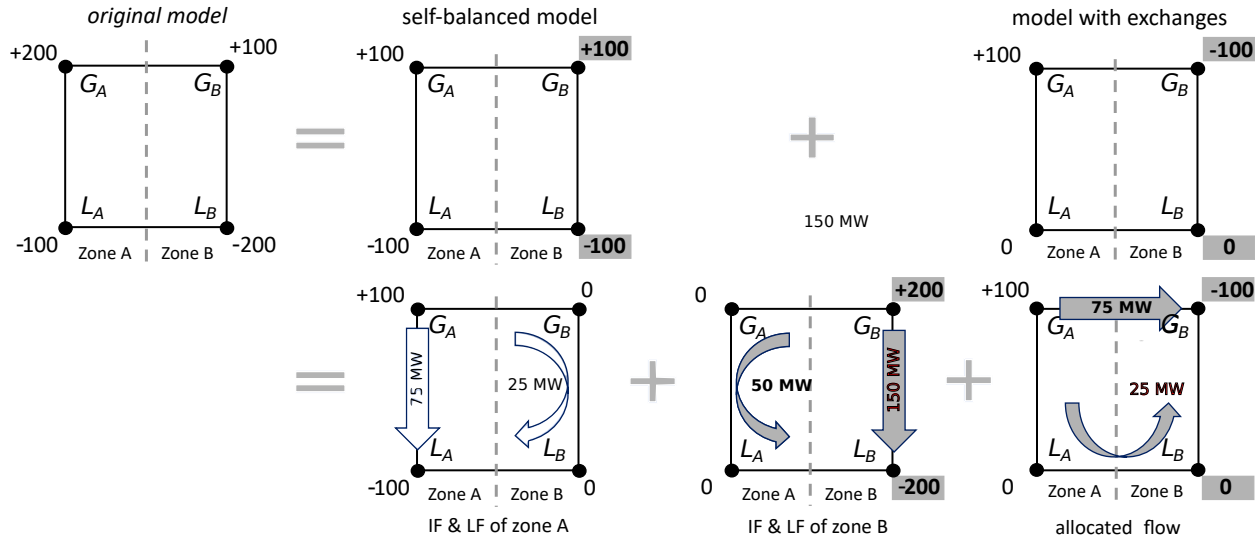 original model
self-balanced model
model with exchanges
+200
+100
+100
+100
+100
-100
G_A
G_B
G_A
G_B
G_A
G_B
=
+
L_A
L_B
L_A
L_B
150 MW
L_A
L_B
-100
Zone A
Zone B
-200
-100
Zone A
Zone B
-100
0
Zone A
Zone B
0
+100
0
0
+200
+100
-100
G_A
G_B
G_A
G_B
G_A
75 MW
G_B
=
75 MW
25 MW
+
50 MW
150 MW
+
25 MW
L_A
L_B
L_A
L_B
L_A
L_B
-100
Zone A
Zone B
0
0
Zone A
Zone B
-200
0
Zone A
Zone B
0
IF & LF of zone A
IF & LF of zone B
allocated flow